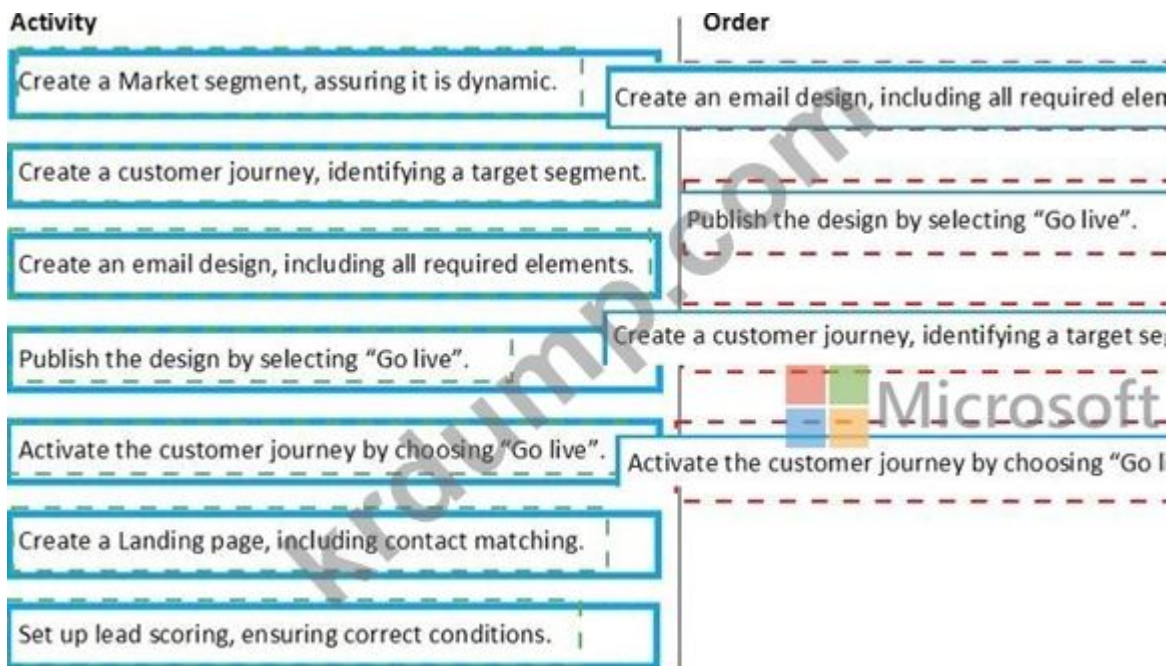 Activity
Create a Market segment, assuring it is dynamic.
Create a customer journey, identifying a target segment.
Create an email design, including all required elements.
Publish the design by selecting “Go live”.
Activate the customer journey by choosing “Go live”.
Create a Landing page, including contact matching.
Set up lead scoring, ensuring correct conditions.
Order
Create an email design, including all required elem
Publish the design by selecting “Go live”.
Create a customer journey, identifying a target seg
Activate the customer journey by choosing “Go li
Microsoft
krdump.com